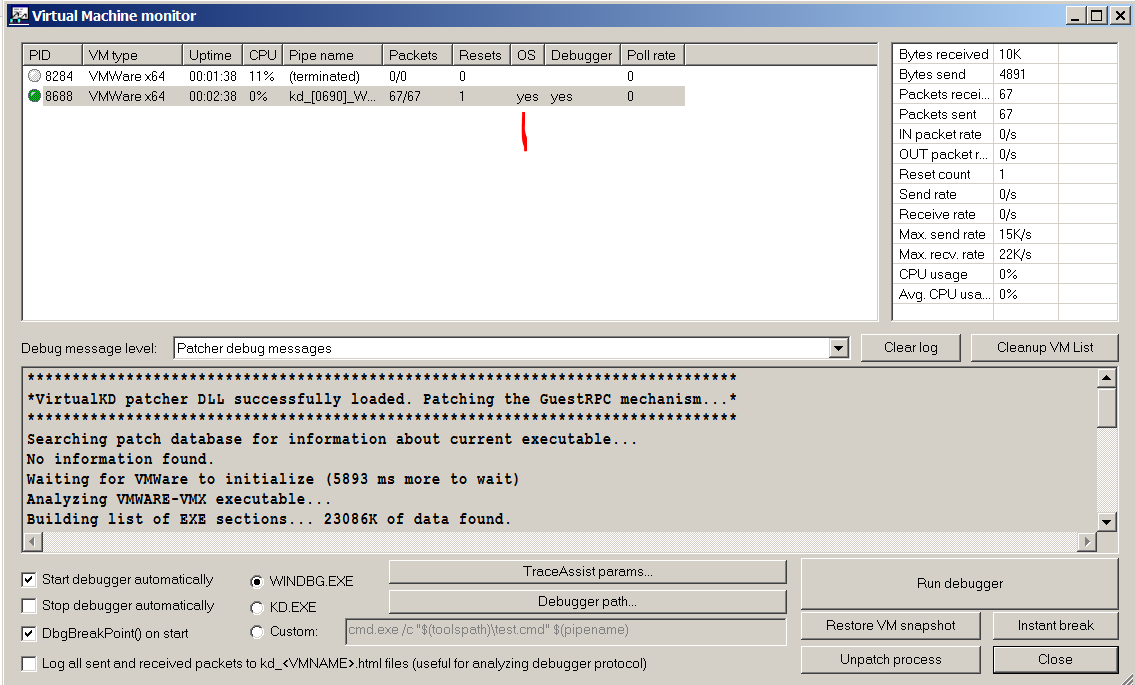 Virtual Machine monitor
PID VM type Uptime CPU Pipe name Packets Resets OS Debugger Poll rate
8284 VMWare x64 00:01:38 11% (terminated) 0/0 0 0
8688 VMWare x64 00:02:38 0% kd_[0690]_W... 67/67 1 yes yes 0
Bytes received 10K
Bytes send 4891
Packets recei... 67
Packets sent 67
IN packet rate 0/s
OUT packet r... 0/s
Reset count 1
Send rate 0/s
Receive rate 0/s
Max. send rate 15K/s
Max. recv. rate 22K/s
CPU usage 0%
Avg. CPU usa... 0%
Debug message level: Patcher debug messages Clear log Cleanup VM List
*******************************************************************************
*VirtualKD patcher DLL successfully loaded. Patching the GuestRPC mechanism...*
*******************************************************************************
Searching patch database for information about current executable...
No information found.
Waiting for VMWare to initialize (5893 ms more to wait)
Analyzing VMWARE-VMX executable...
Building list of EXE sections... 23086K of data found.
Start debugger automatically
Stop debugger automatically
DbgBreakPoint() on start
WINDBG.EXE
KD.EXE
Custom: cmd.exe /c "$(toolspath)\test.cmd" $(pipename)
TraceAssist params...
Debugger path...
Log all sent and received packets to kd_<VMNAME>.html files (useful for analyzing debugger protocol)
Run debugger
Restore VM snapshot Instant break
Unpatch process Close